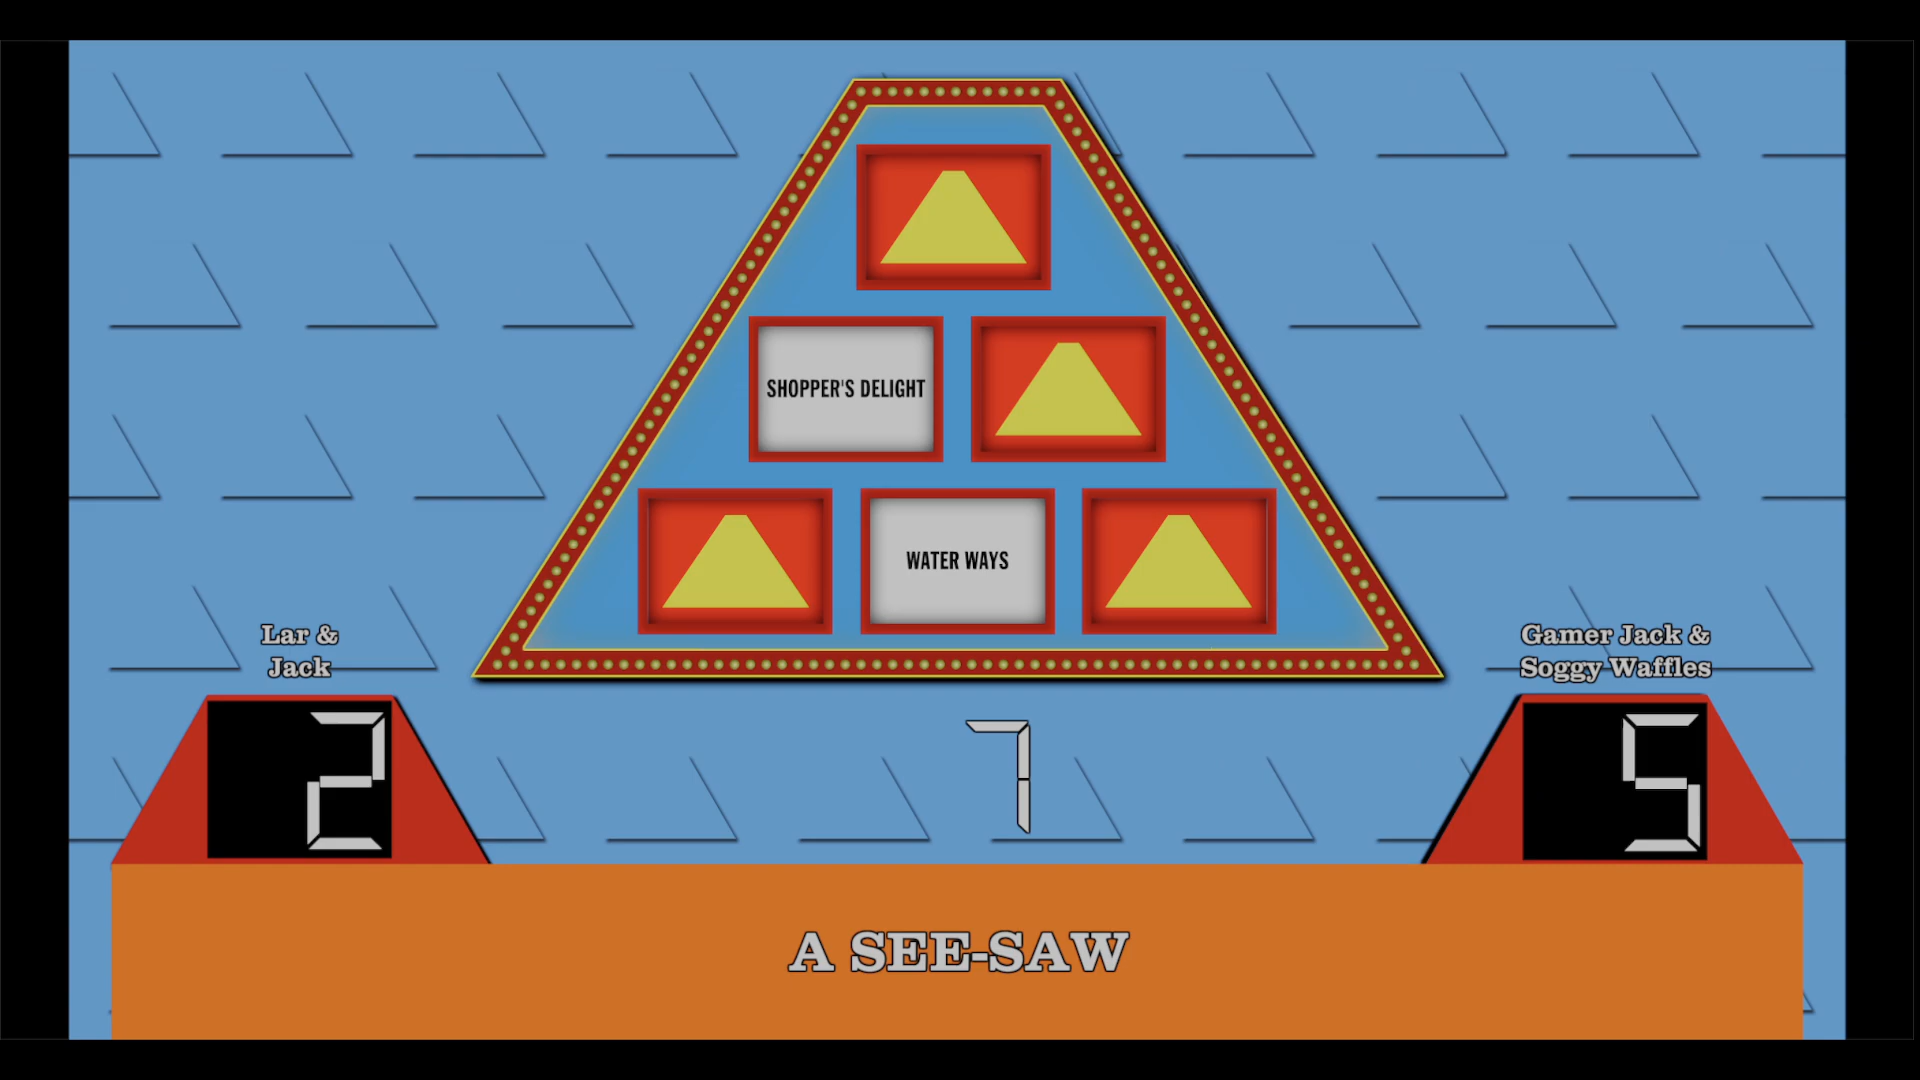 SHOPPER'S DELIGHT
WATER WAYS
Lar &
Jack
Gamer Jack &
Soggy Waffles
2
7
5
A SEE-SAW